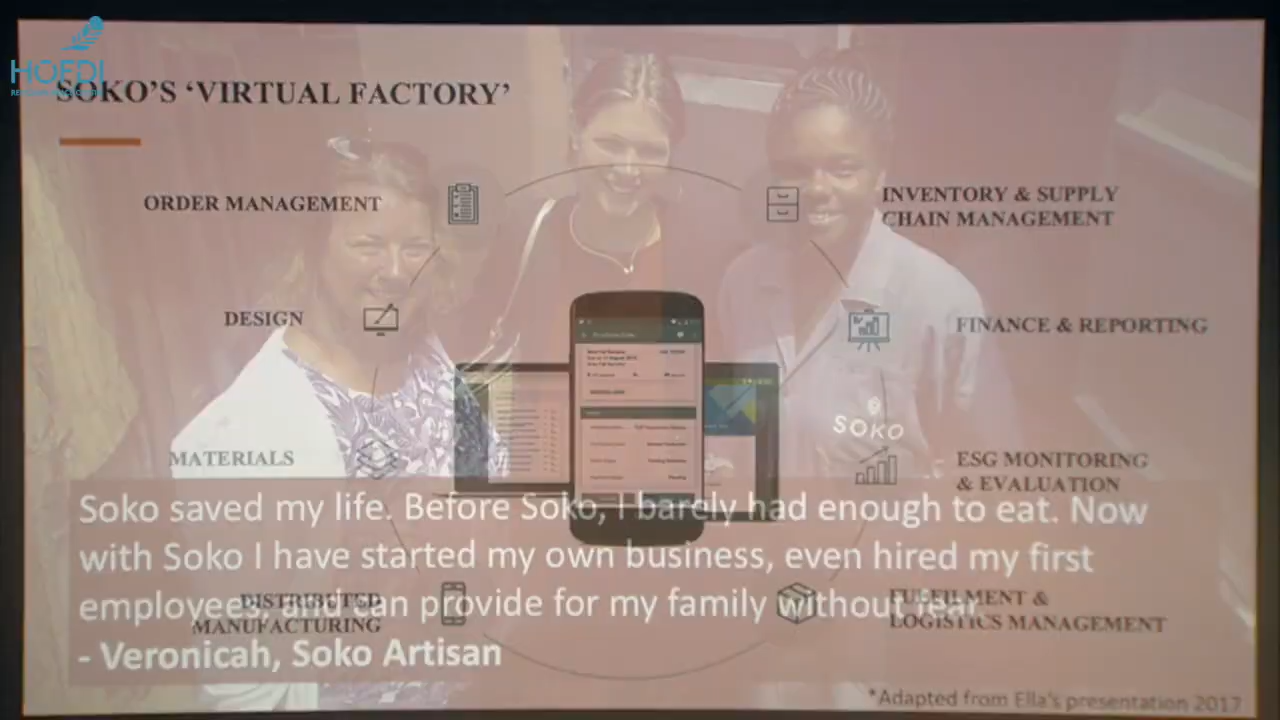 HOFDI
SOKO'S 'VIRTUAL FACTORY'
ORDER MANAGEMENT
INVENTORY & SUPPLY
CHAIN MANAGEMENT
DESIGN
FINANCE & REPORTING
SOKO
MATERIALS
ESG MONITORING
& EVALUATION
Soko saved my life. Before Soko, I barely had enough to eat. Now
with Soko I have started my own business, even hired my first
employees, and can provide for my family without fear.
- Veronicah, Soko Artisan
DISTRIBUTED
MANUFACTURING
FULFILMENT &
LOGISTICS MANAGEMENT
*Adapted from Ella's presentation 2017